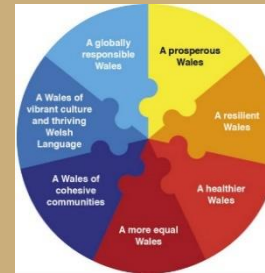 A prosperous
Wales
A resilient
Wales
A healthier
Wales
A more equal
Wales
A Wales of
cohesive
communities
A Wales of
vibrant culture
and thriving
Welsh
Language
A globally
responsible
Wales